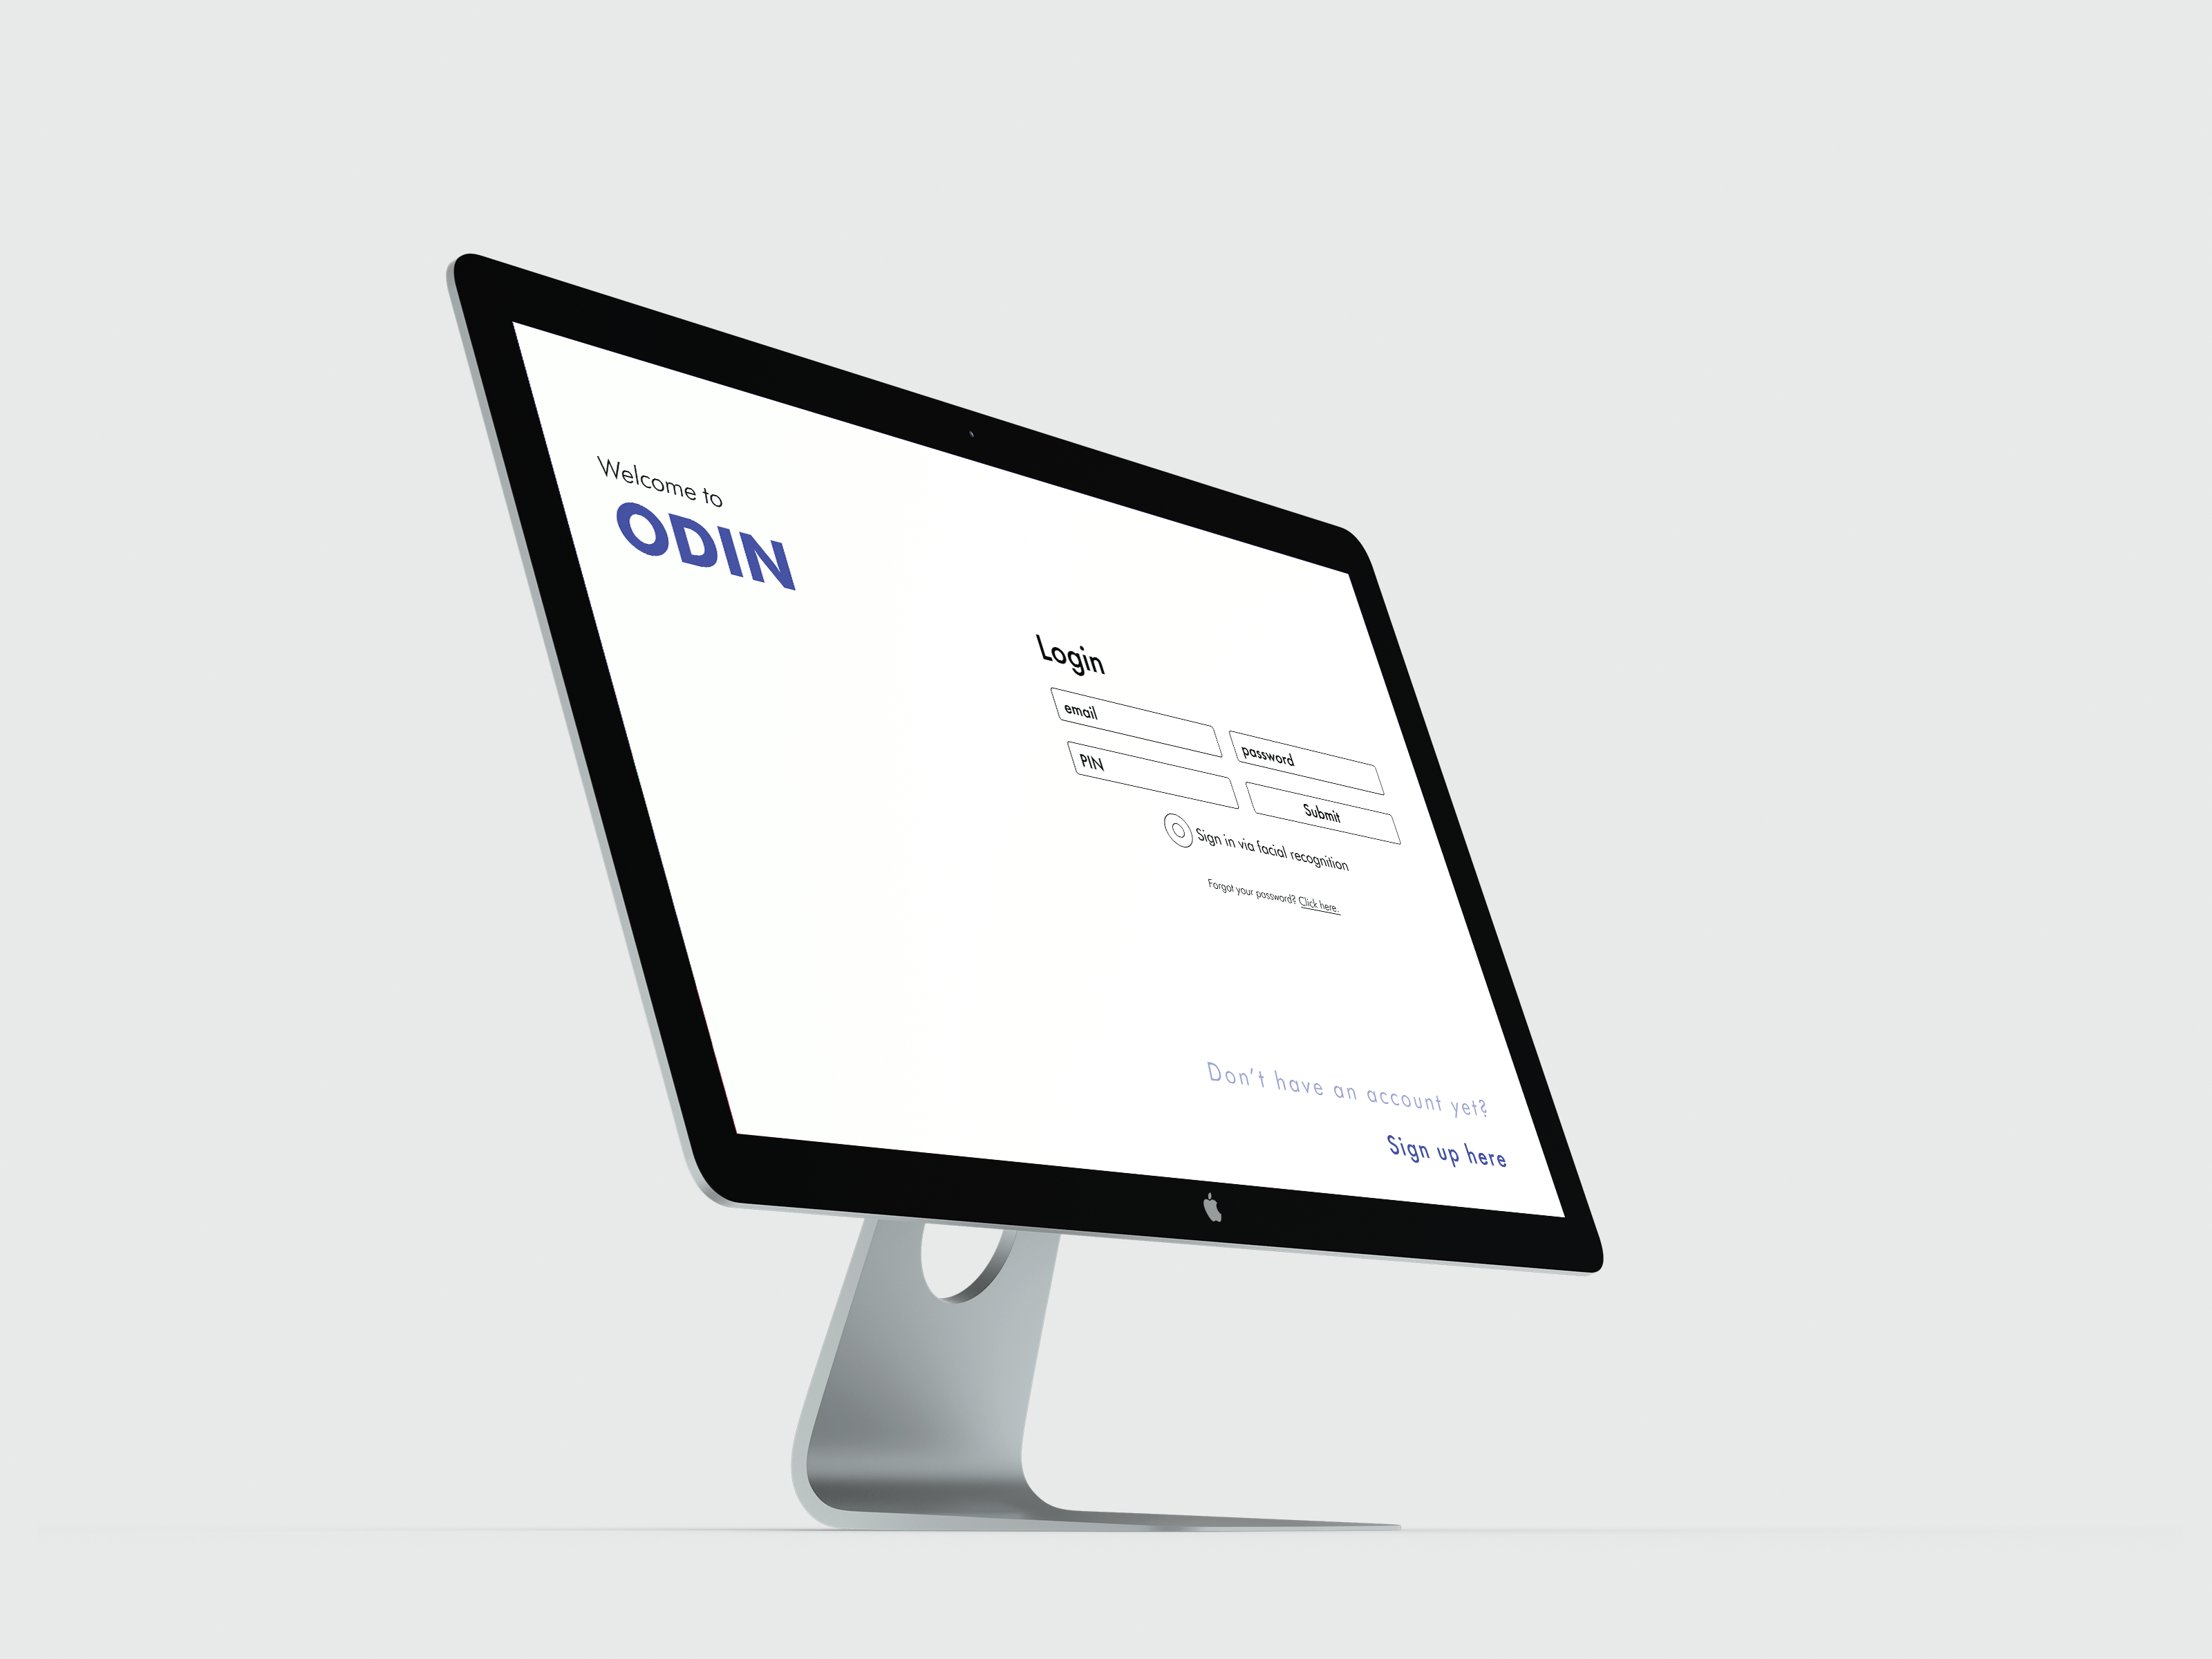 Welcome to
ODIN
Login
email
password
PIN
Submit
Sign in via facial recognition
Forgot your password? Click here.
Don't have an account yet?
Sign up here